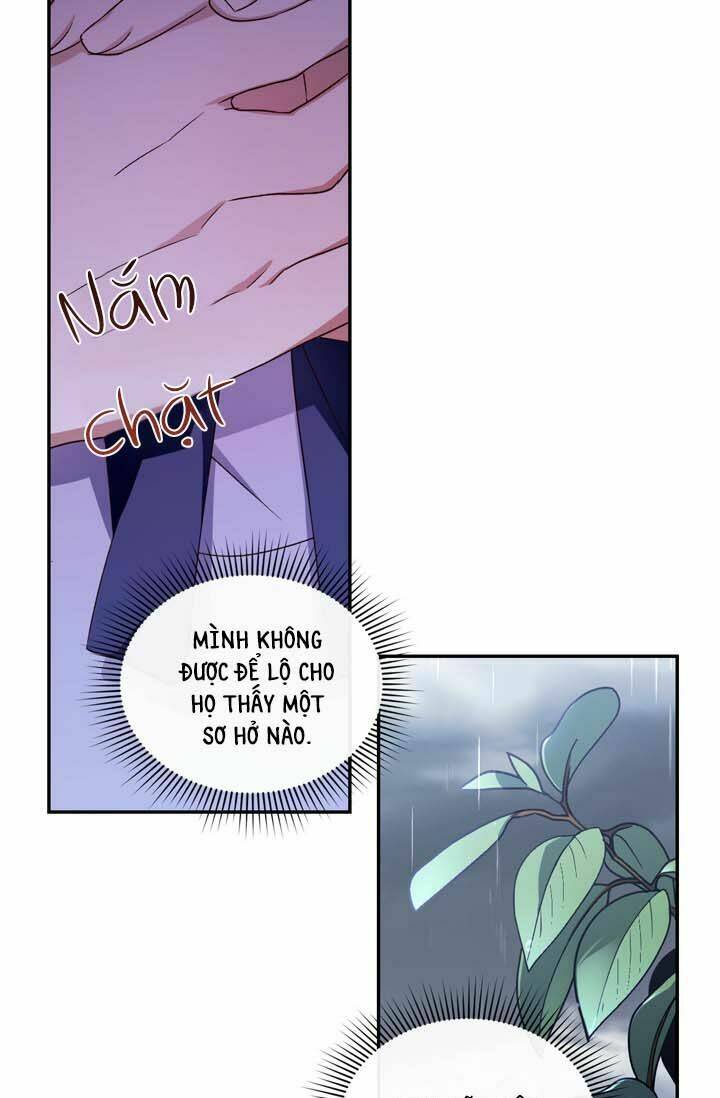 Nắm
chặt
MÌNH KHÔNG
ĐƯỢC ĐỂ LỘ CHO
HỌ THẤY MỘT
SƠ HỞ NÀO.